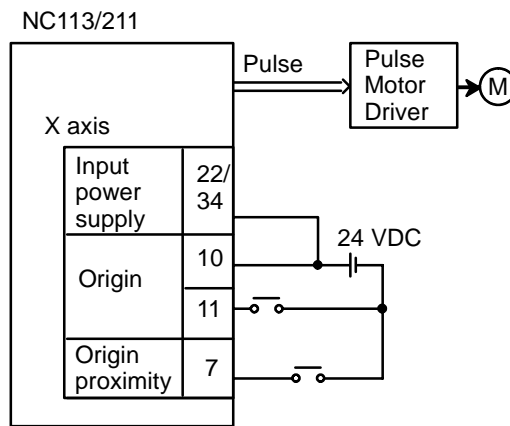 NC113/211
Pulse
Pulse
Motor
Driver
M
X axis
Input
power
supply
22/
34
24 VDC
Origin
10
11
Origin
proximity
7